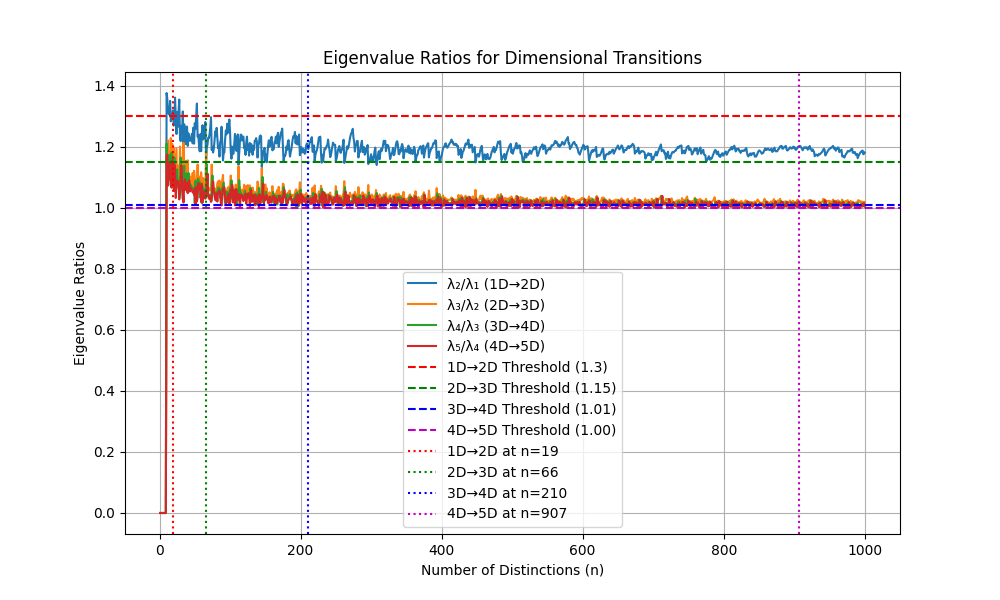 Eigenvalue Ratios for Dimensional Transitions
1.4
1.2
1.0
0.8
0.6
0.4
0.2
0.0
Eigenvalue Ratios
λ₂/λ₁ (1D→2D)
λ₃/λ₂ (2D→3D)
λ₄/λ₃ (3D→4D)
λ₅/λ₄ (4D→5D)
1D→2D Threshold (1.3)
2D→3D Threshold (1.15)
3D→4D Threshold (1.01)
4D→5D Threshold (1.00)
1D→2D at n=19
2D→3D at n=66
3D→4D at n=210
4D→5D at n=907
0 200 400 600 800 1000
Number of Distinctions (n)